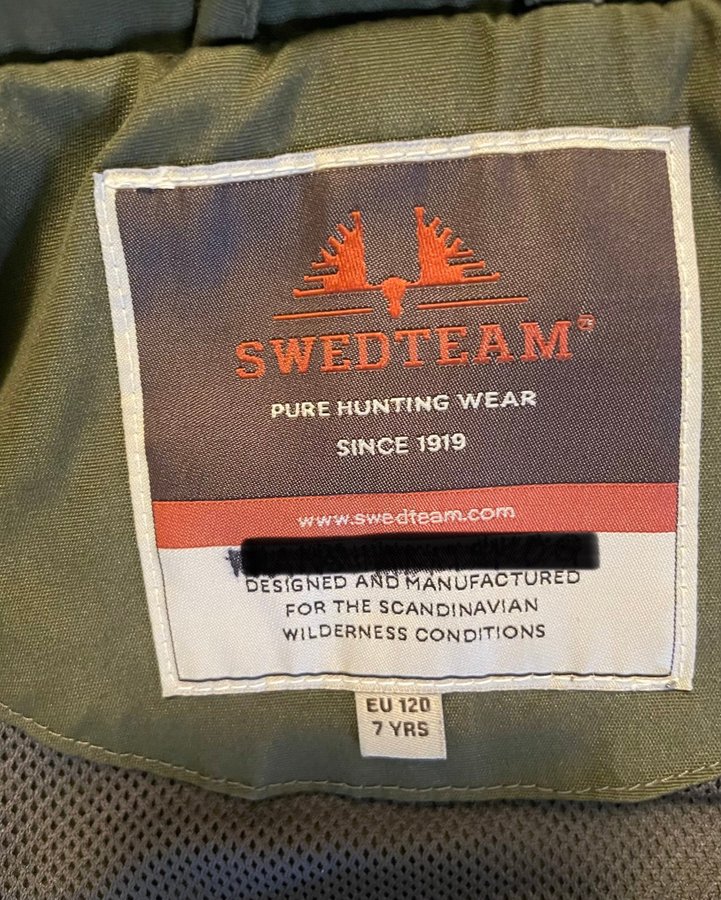 SWEDTEAM®
PURE HUNTING WEAR
SINCE 1919
www.swedteam.com
DESIGNED AND MANUFACTURED
FOR THE SCANDINAVIAN
WILDERNESS CONDITIONS
EU 120
7 YRS